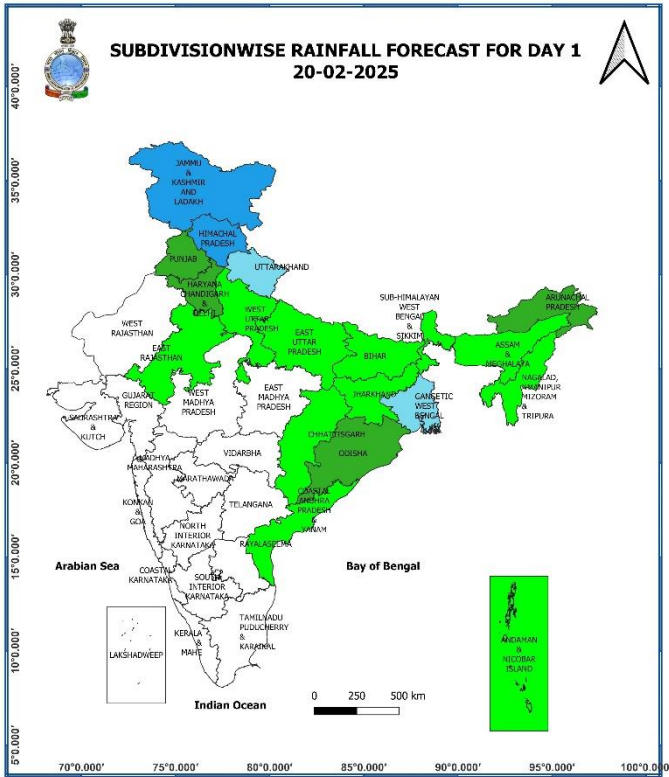 SUBDIVISIONWISE RAINFALL FORECAST FOR DAY 1
20-02-2025
40°0.000'
35°0.000'
30°0.000'
25°0.000'
20°0.000'
15°0.000'
10°0.000'
5°0.000'
JAMMU
&
KASHMIR
AND
LADAKH
HIMACHAL
PRADESH
PUNJAB
UTTARAKHAND
HARYANA
CHANDIGARH
&
DELHI
WEST
RAJASTHAN
WEST
UTTAR
PRADESH
EAST
UTTAR
PRADESH
SUB-HIMALAYAN
WEST
BENGAL
&
SIKKIM
ARUNACHAL
PRADESH
EAST
RAJASTHAN
BIHAR
ASSAM
&
MEGHALAYA
NAGALAD,
MANIPUR
MIZORAM
&
TRIPURA
GUJARAT
REGION
WEST
MADHYA
PRADESH
EAST
MADHYA
PRADESH
JHARKHAND
GANGETIC
WEST
BENGAL
SAURASHTRA
&
KUTCH
CHHATTISGARH
ODISHA
VIDARBHA
MADHYA
MAHARASHTRA
MARATHAWADA
KONKAN
&
GOA
TELANGANA
COASTAL
ANDHRA
PRADESH
&
YANAM
NORTH
INTERIOR
KARNATAKA
RAYALASEEMA
Arabian Sea
COASTAL
KARNATAKA
SOUTH
INTERIOR
KARNATAKA
Bay of Bengal
LAKSHADWEEP
KERALA
&
MAHE
TAMILNADU
PUDUCHERRY
&
KARAIKAL
ANDAMAN
&
NICOBAR
ISLAND
Indian Ocean
0 250 500 km
70°0.000' 75°0.000' 80°0.000' 85°0.000' 90°0.000' 95°0.000' 100°0.000'